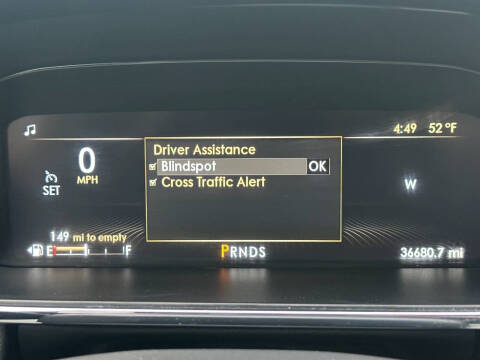 4:49 52 °F
Driver Assistance
Blindspot OK
Cross Traffic Alert
0
MPH
SET
W
149 mi to empty
E F
PRNDS
36680.7 mi